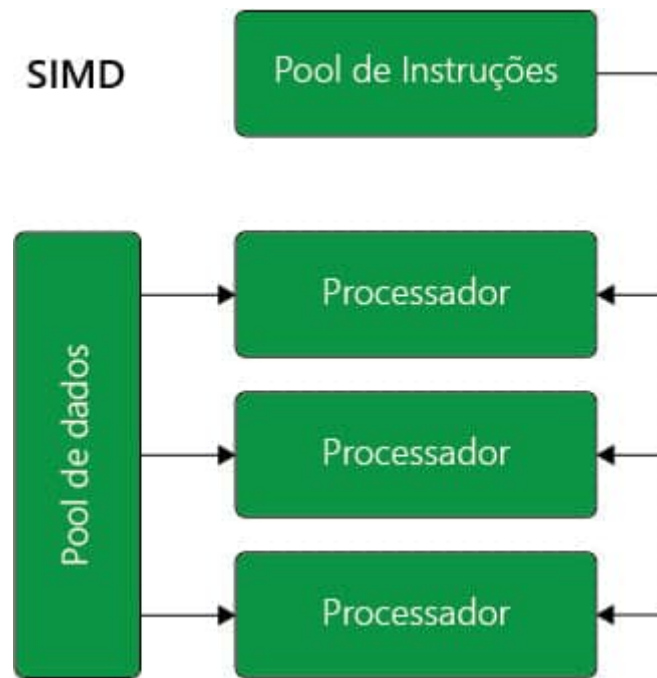 SIMD
Pool de Instruções
Pool de dados
Processador
Processador
Processador